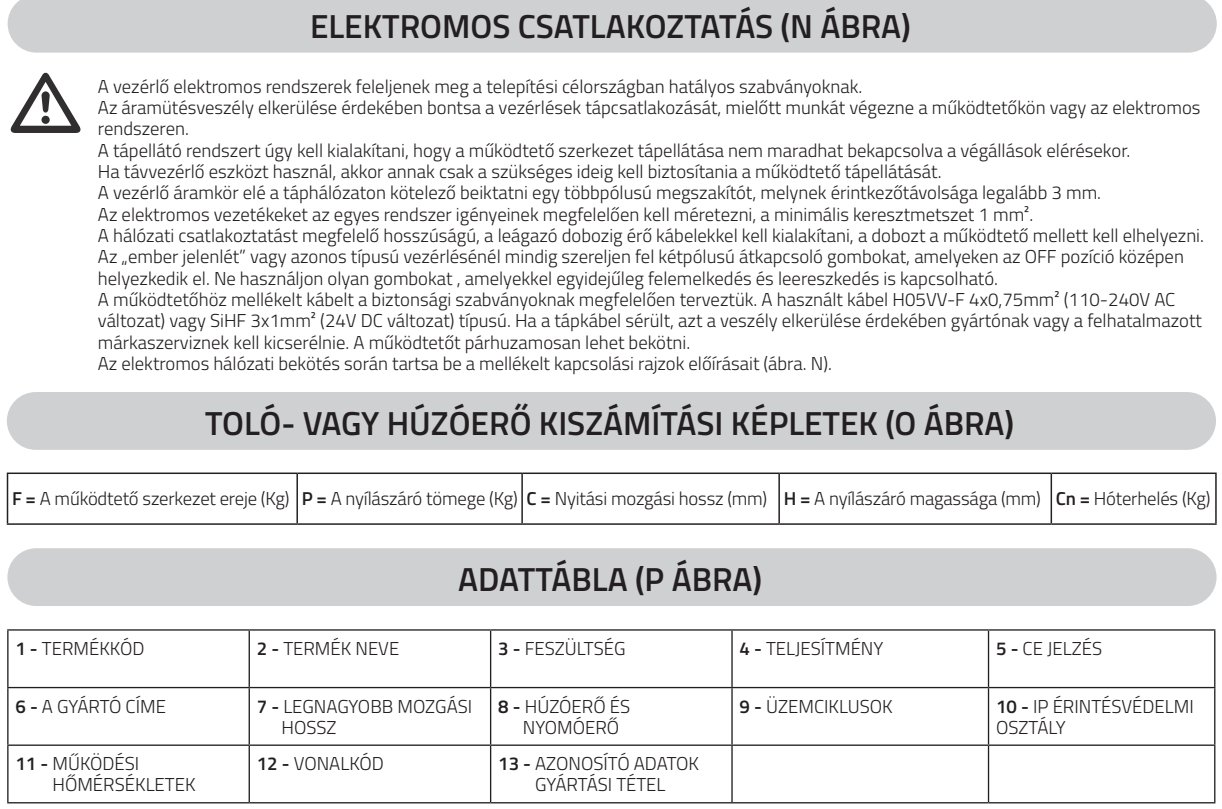 ELEKTROMOS CSATLAKOZTATÁS (N ÁBRA)
A vezérlő elektromos rendszerek feleljenek meg a telepítési célországban hatályos szabványoknak.
Az áramütésveszély elkerülése érdekében bontsa a vezérlések tápcsatlakozását, mielőtt munkát végezne a működtetőkön vagy az elektromos
rendszeren.
A tápellátó rendszert úgy kell kialakítani, hogy a működtető szerkezet tápellátása nem maradhat bekapcsolva a végállások elérésekor.
Ha távvezérlő eszközt használ, akkor annak csak a szükséges ideig kell biztosítania a működtető tápellátását.
A vezérlő áramkör elé a táphálózaton kötelező beiktatni egy többpólusú megszakítót, melynek érintkezőtávolsága legalább 3 mm.
Az elektromos vezetékeket az egyes rendszer igényeinek megfelelően kell méretezni, a minimális keresztmetszet 1 mm².
A hálózati csatlakoztatást megfelelő hosszúságú, a leágazó dobozig érő kábelekkel kell kialakítani, a dobozt a működtető mellett kell elhelyezni.
Az „ember jelenlét” vagy azonos típusú vezérlésénél mindig szereljen fel kétpólusú átkapcsoló gombokat, amelyeken az OFF pozíció középen
helyezkedik el. Ne használjon olyan gombokat , amelyekkel egyidejűleg felemelkedés és leereszkedés is kapcsolható.
A működtetőhöz mellékelt kábelt a biztonsági szabványoknak megfelelően terveztük. A használt kábel H05VV-F 4x0,75mm² (110-240V AC
változat) vagy SiHF 3x1mm² (24V DC változat) típusú. Ha a tápkábel sérült, azt a veszély elkerülése érdekében gyártónak vagy a felhatalmazott
márkaszerviznek kell kicserélnie. A működtetőt párhuzamosan lehet bekötni.
Az elektromos hálózati bekötés során tartsa be a mellékelt kapcsolási rajzok előírásait (ábra. N).
TOLÓ- VAGY HÚZÓERŐ KISZÁMÍTÁSI KÉPLETEK (O ÁBRA)
F = A működtető szerkezet ereje (Kg) P = A nyílászáró tömege (Kg) C = Nyitási mozgási hossz (mm) H = A nyílászáró magassága (mm) Cn = Hóterhelés (Kg)
ADATTÁBLA (P ÁBRA)
1 - TERMÉKKÓD 2 - TERMÉK NEVE 3 - FESZÜLTSÉG 4 - TELJESÍTMÉNY 5 - CE JELZÉS
6 - A GYÁRTÓ CÍME 7 - LEGNAGYOBB MOZGÁSI 8 - HÚZÓERŐ ÉS 9 - ÜZEMCIKLUSOK 10 - IP ÉRINTÉSVÉDELMI
HOSSZ NYOMÓERŐ OSZTÁLY
11 - MŰKÖDÉSI 12 - VONALKÓD 13 - AZONOSÍTÓ ADATOK
HŐMÉRSÉKLETEK GYÁRTÁSI TÉTEL